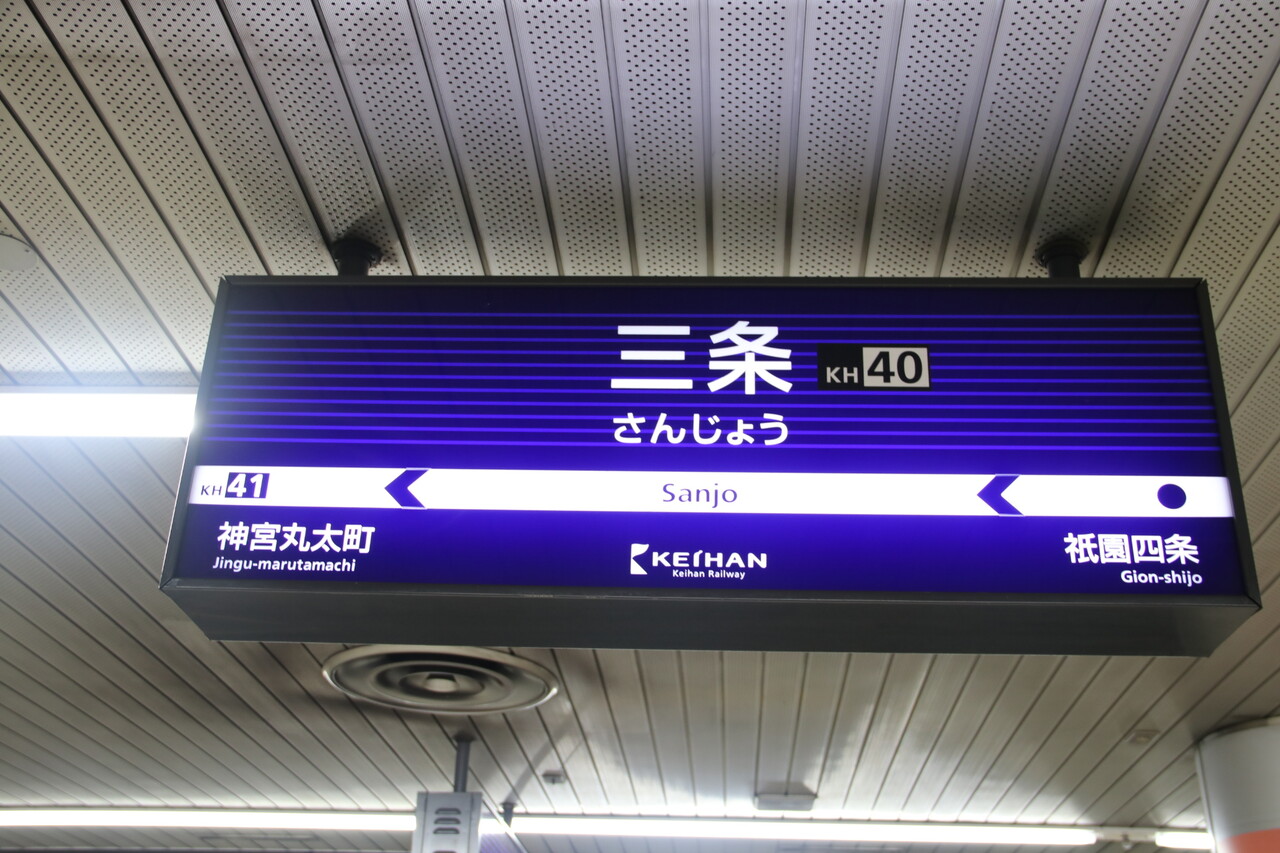 三条 KH 40
さんじょう
KH 41
Sanjo
神宮丸太町
Jingu-marutamachi
KEIHAN
Keihan Railway
祇園四条
Gion-shijo